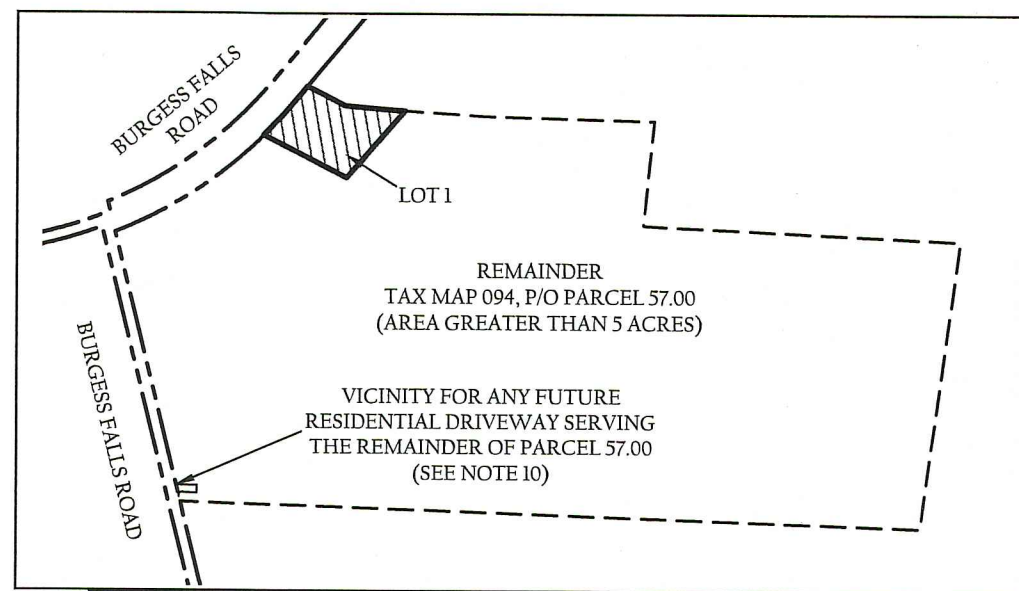 BURGESS FALLS
ROAD
LOT 1
REMAINDER
TAX MAP 094, P/O PARCEL 57.00
(AREA GREATER THAN 5 ACRES)
VICINITY FOR ANY FUTURE
RESIDENTIAL DRIVEWAY SERVING
THE REMAINDER OF PARCEL 57.00
(SEE NOTE 10)
BURGESS FALLS ROAD